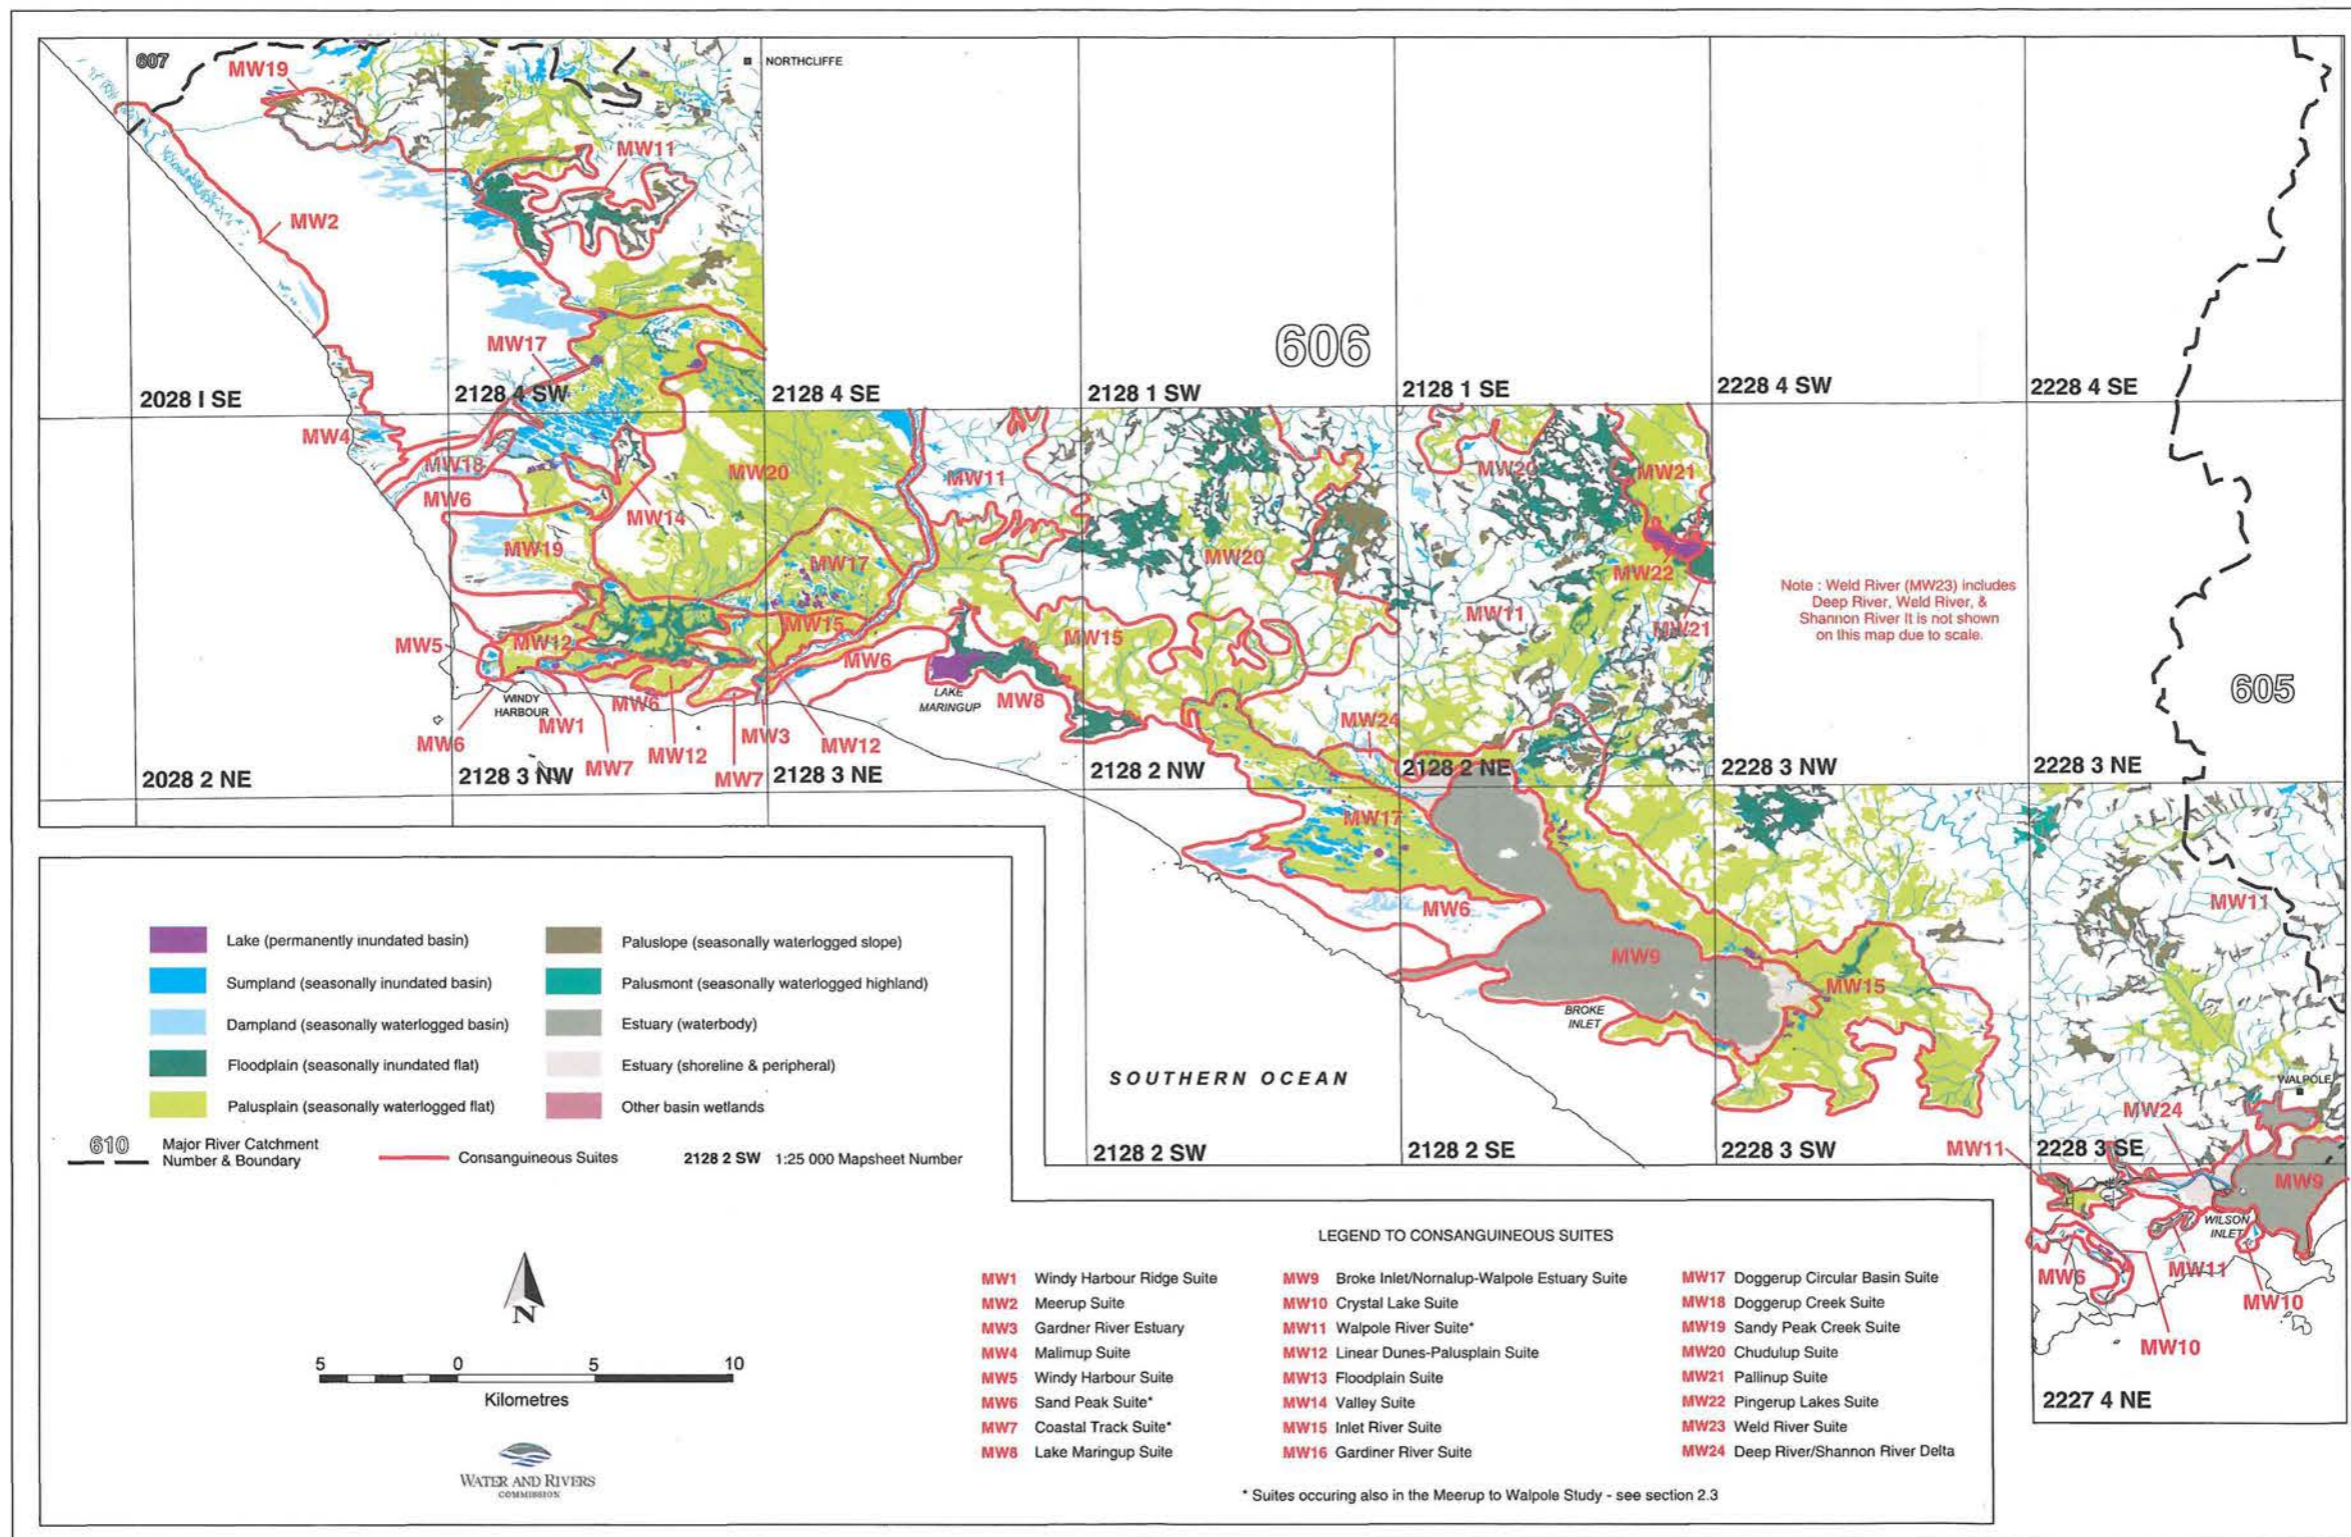 607
MW19
NORTHCLIFFE
MW11
MW2
606
MW17
2028 I SE
2128 4 SW
2128 4 SE
2128 1 SW
2128 1 SE
2228 4 SW
2228 4 SE
MW4
MW18
MW20
MW11
MW20
MW21
MW6
MW14
MW19
MW17
MW20
MW22
Note : Weld River (MW23) includes
Deep River, Weld River, &
Shannon River It is not shown
on this map due to scale.
MW11
MW15
MW15
MW21
MW5
MW12
MW6
605
LAKE
MARINGUP
MW8
WINDY
HARBOUR
MW1
MW6
MW24
MW6
MW7
MW12
MW7
MW3
MW12
2028 2 NE
2128 3 NW
2128 3 NE
2128 2 NW
2128 2 NE
2228 3 NW
2228 3 NE
MW17
MW6
MW11
MW9
MW15
BROKE
INLET
SOUTHERN OCEAN
WALPOLE
MW24
2128 2 SW
2128 2 SE
2228 3 SW
MW11
2228 3 SE
MW9
WILSON
INLET
MW6
MW11
MW10
MW10
2227 4 NE
Lake (permanently inundated basin)
Sumpland (seasonally inundated basin)
Dampland (seasonally waterlogged basin)
Floodplain (seasonally inundated flat)
Palusplain (seasonally waterlogged flat)
Paluslope (seasonally waterlogged slope)
Palusmont (seasonally waterlogged highland)
Estuary (waterbody)
Estuary (shoreline & peripheral)
Other basin wetlands
610 Major River Catchment
Number & Boundary
Consanguineous Suites
2128 2 SW 1:25 000 Mapsheet Number
N
5 0 5 10
Kilometres
WATER AND RIVERS
COMMISSION
LEGEND TO CONSANGUINEOUS SUITES
MW1 Windy Harbour Ridge Suite
MW2 Meerup Suite
MW3 Gardner River Estuary
MW4 Malimup Suite
MW5 Windy Harbour Suite
MW6 Sand Peak Suite*
MW7 Coastal Track Suite*
MW8 Lake Maringup Suite
MW9 Broke Inlet/Nornalup-Walpole Estuary Suite
MW10 Crystal Lake Suite
MW11 Walpole River Suite*
MW12 Linear Dunes-Palusplain Suite
MW13 Floodplain Suite
MW14 Valley Suite
MW15 Inlet River Suite
MW16 Gardiner River Suite
MW17 Doggerup Circular Basin Suite
MW18 Doggerup Creek Suite
MW19 Sandy Peak Creek Suite
MW20 Chudulup Suite
MW21 Pallinup Suite
MW22 Pingerup Lakes Suite
MW23 Weld River Suite
MW24 Deep River/Shannon River Delta
* Suites occuring also in the Meerup to Walpole Study - see section 2.3